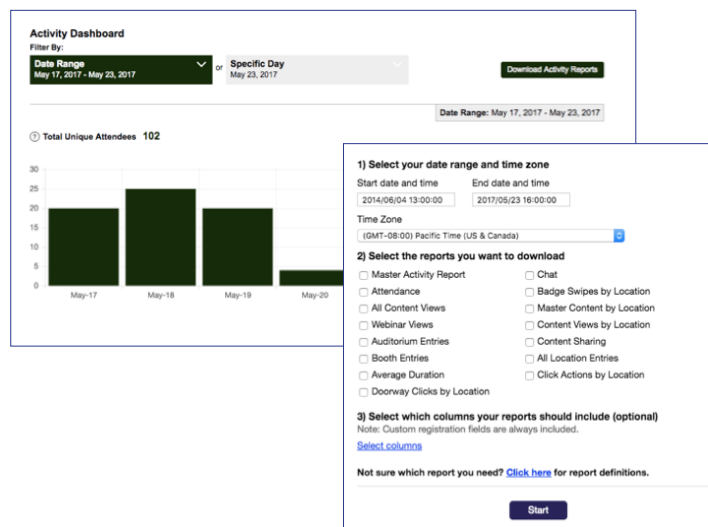 Activity Dashboard
Filter By:
Date Range
May 17, 2017 - May 23, 2017
or
Specific Day
May 23, 2017
Download Activity Reports
Date Range: May 17, 2017 - May 23, 2017
? Total Unique Attendees 102
30
25
20
15
10
5
0
May-17 May-18 May-19 May-20
1) Select your date range and time zone
Start date and time End date and time
2014/06/04 13:00:00 2017/05/23 16:00:00
Time Zone
(GMT-08:00) Pacific Time (US & Canada)
2) Select the reports you want to download
Master Activity Report Chat
Attendance Badge Swipes by Location
All Content Views Master Content by Location
Webinar Views Content Views by Location
Auditorium Entries Content Sharing
Booth Entries All Location Entries
Average Duration Click Actions by Location
Doorway Clicks by Location
3) Select which columns your reports should include (optional)
Note: Custom registration fields are always included.
Select columns
Not sure which report you need? Click here for report definitions.
Start